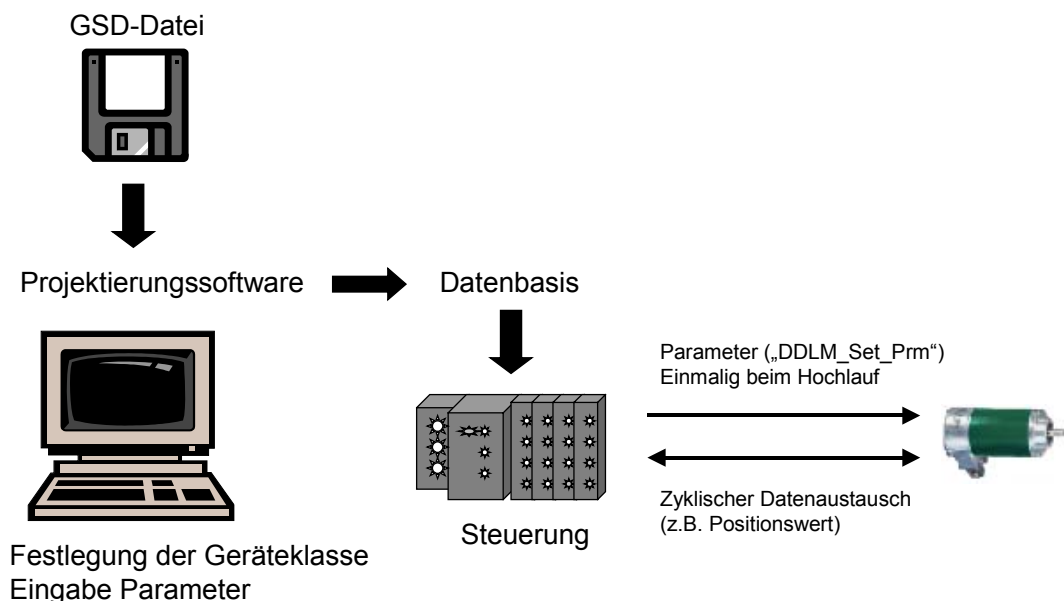 GSD-Datei
Projektierungssoftware
Datenbasis
Parameter („DDLM_Set_Prm“)
Einmalig beim Hochlauf
Zyklischer Datenaustausch
(z.B. Positionswert)
Steuerung
Festlegung der Geräteklasse
Eingabe Parameter